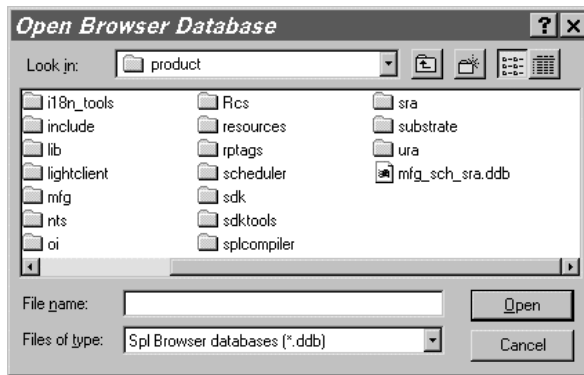 Open Browser Database
Look in: product
i18n_tools Rcs sra
include resources substrate
lib rptags ura
lightclient scheduler mfg_sch_sra.ddb
mfg sdk
nts sdktools
oi splcompiler
File name: Open
Files of type: Spl Browser databases (*.ddb) Cancel